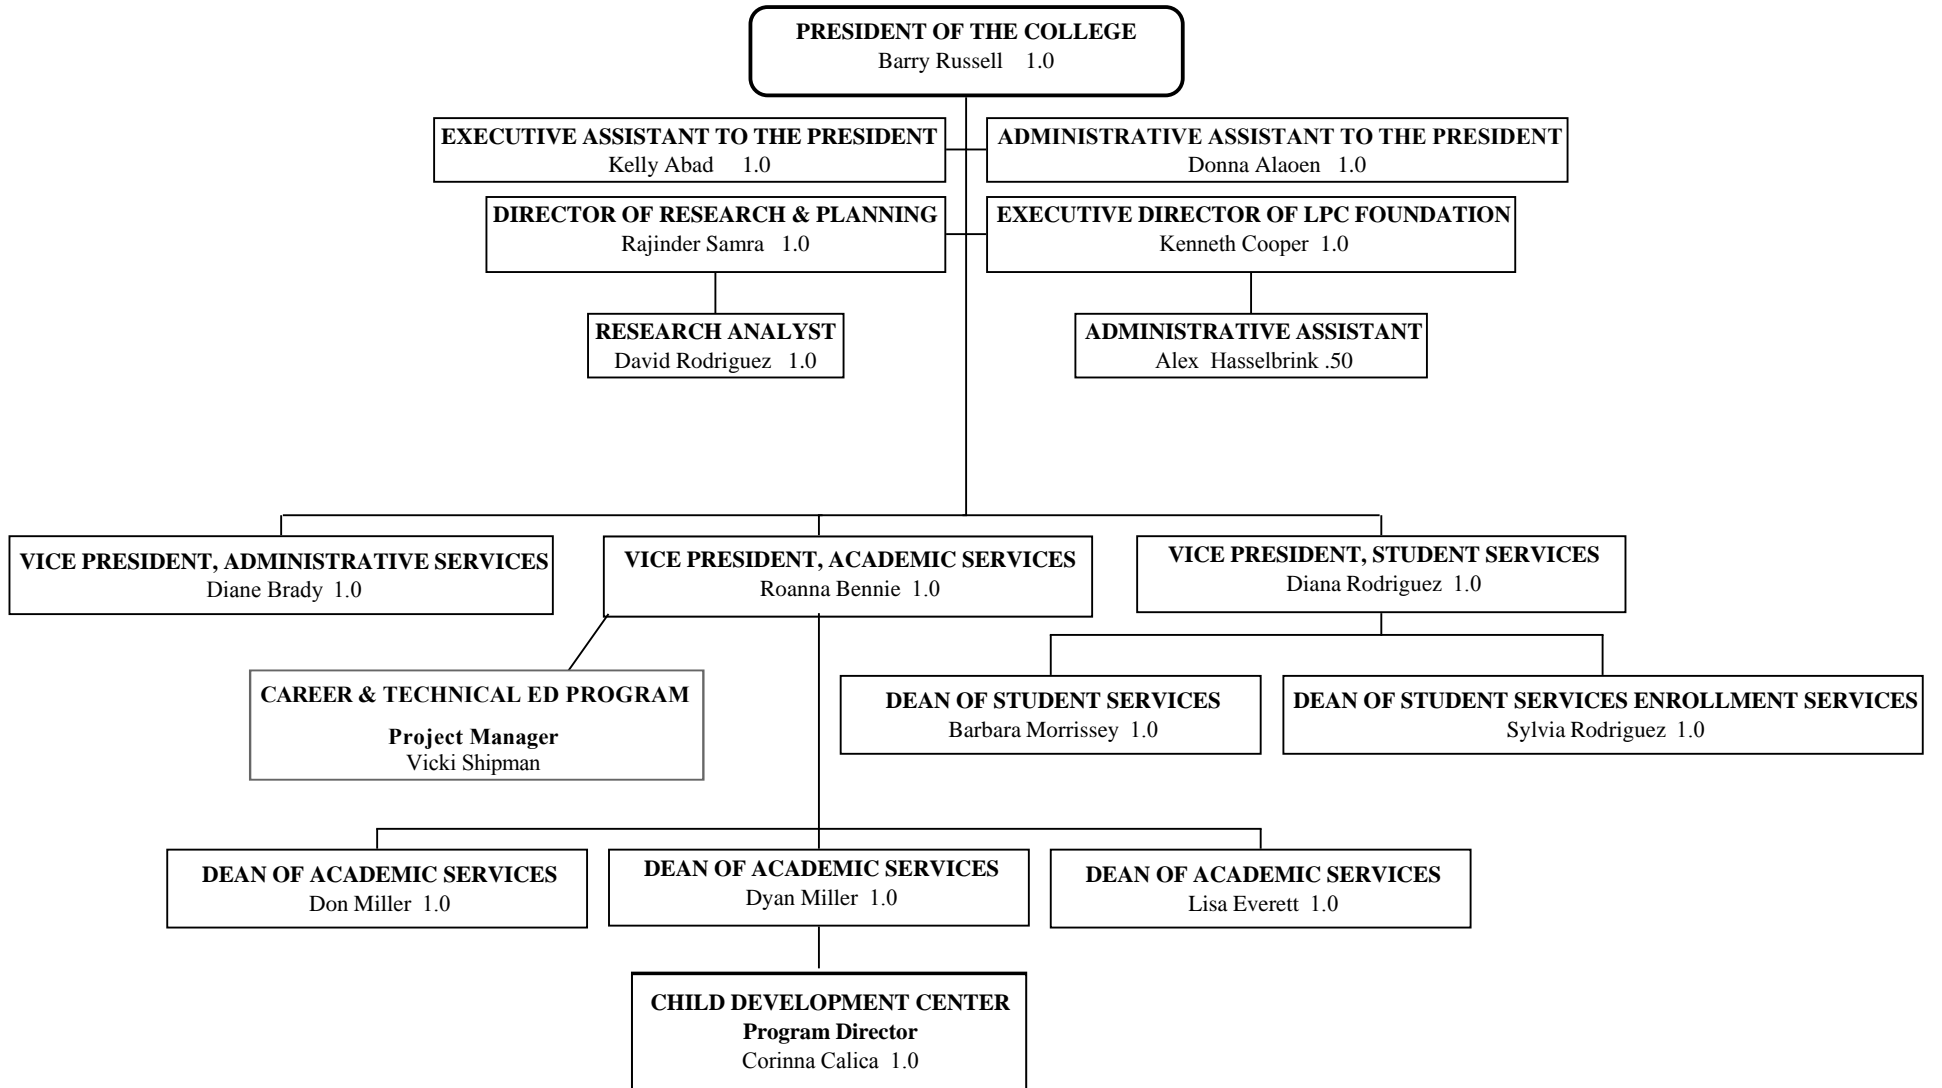 PRESIDENT OF THE COLLEGE
Barry Russell 1.0
EXECUTIVE ASSISTANT TO THE PRESIDENT
Kelly Abad 1.0
ADMINISTRATIVE ASSISTANT TO THE PRESIDENT
Donna Alaoen 1.0
DIRECTOR OF RESEARCH & PLANNING
Rajinder Samra 1.0
EXECUTIVE DIRECTOR OF LPC FOUNDATION
Kenneth Cooper 1.0
RESEARCH ANALYST
David Rodriguez 1.0
ADMINISTRATIVE ASSISTANT
Alex Hasselbrink .50
VICE PRESIDENT, ADMINISTRATIVE SERVICES
Diane Brady 1.0
VICE PRESIDENT, ACADEMIC SERVICES
Roanna Bennie 1.0
VICE PRESIDENT, STUDENT SERVICES
Diana Rodriguez 1.0
CAREER & TECHNICAL ED PROGRAM
Project Manager
Vicki Shipman
DEAN OF STUDENT SERVICES
Barbara Morrissey 1.0
DEAN OF STUDENT SERVICES ENROLLMENT SERVICES
Sylvia Rodriguez 1.0
DEAN OF ACADEMIC SERVICES
Don Miller 1.0
DEAN OF ACADEMIC SERVICES
Dyan Miller 1.0
DEAN OF ACADEMIC SERVICES
Lisa Everett 1.0
CHILD DEVELOPMENT CENTER
Program Director
Corinna Calica 1.0